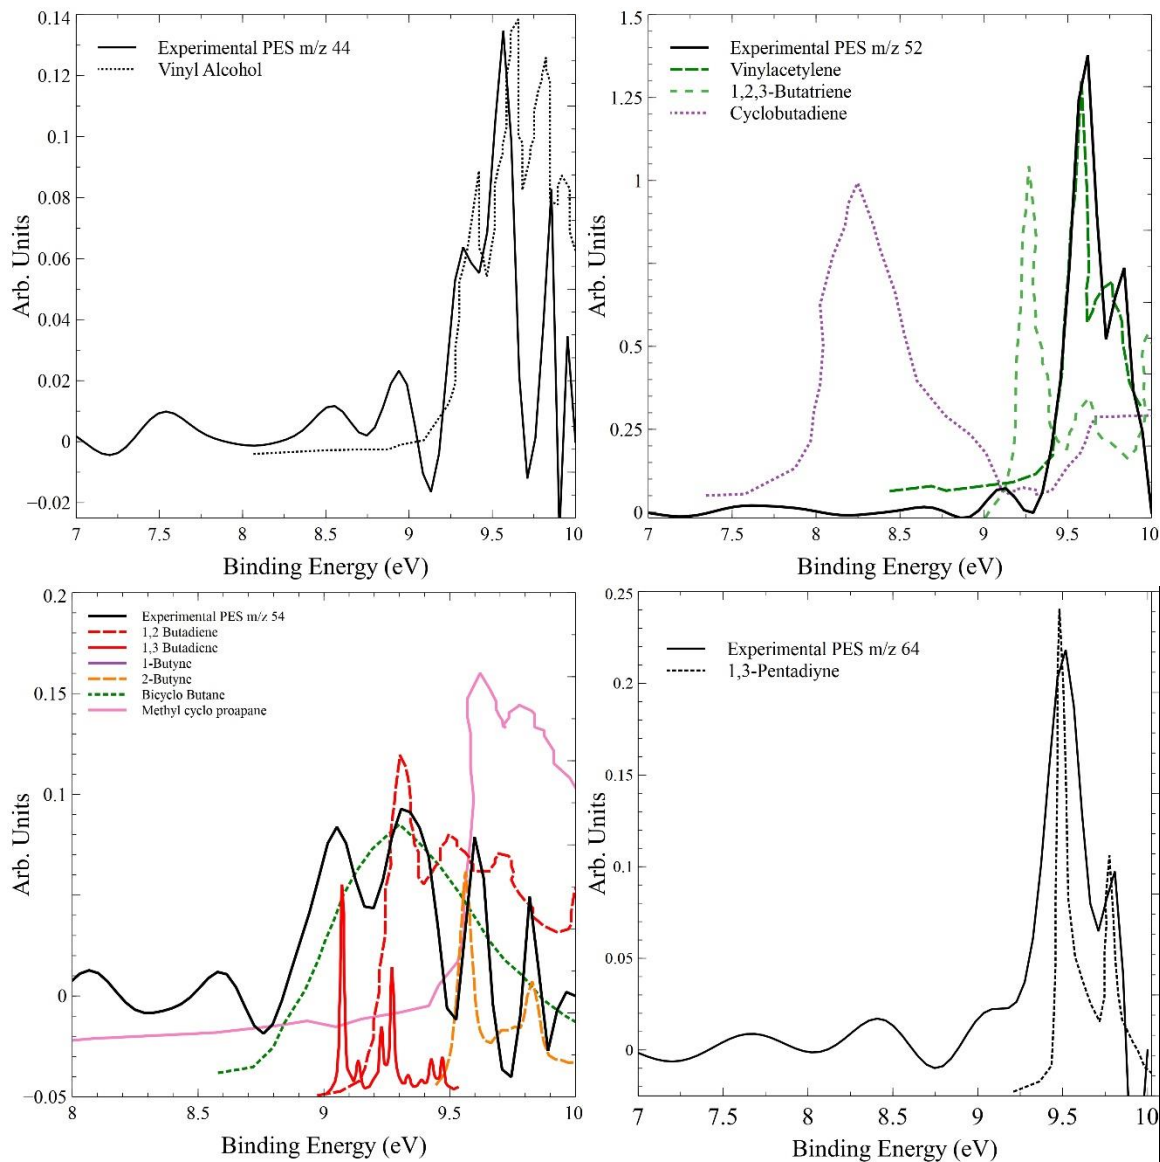 0.14
0.12
0.1
0.08
0.06
0.04
0.02
0
−0.02
Arb. Units
Experimental PES m/z 44
Vinyl Alcohol
7
7.5
8
8.5
9
9.5
10
Binding Energy (eV)
1.5
1.25
1
0.5
0.25
0
Arb. Units
Experimental PES m/z 52
Vinylacetylene
1,2,3-Butatriene
Cyclobutadiene
7
7.5
8
8.5
9
9.5
10
Binding Energy (eV)
0.2
0.15
0.1
0.05
0
−0.05
Arb. Units
Experimental PES m/z 54
1,2 Butadiene
1,3 Butadiene
1-Butyne
2-Butyne
Bicyclo Butane
Methyl cyclo proapane
8
8.5
9
9.5
10
Binding Energy (eV)
0.25
0.2
0.15
0.1
0.05
0
Arb. Units
Experimental PES m/z 64
1,3-Pentadiyne
7
7.5
8
8.5
9
9.5
10
Binding Energy (eV)